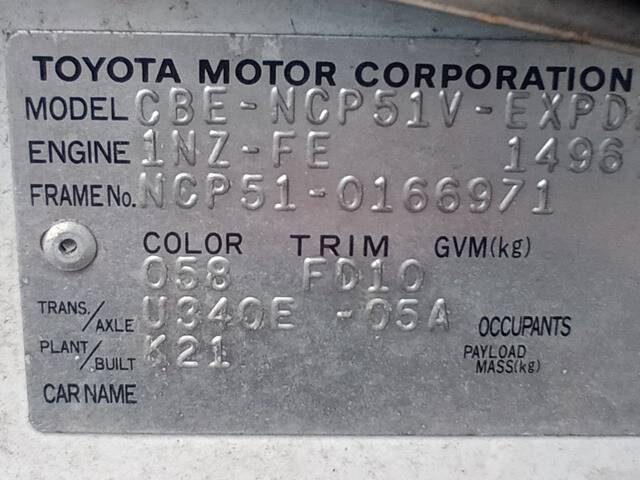 TOYOTA MOTOR CORPORATION
MODEL CBE-NCP51V-EXPD
ENGINE 1NZ-FE 1496
FRAME No. NCP51-0166971
COLOR TRIM GVM(kg)
058 FD10
TRANS./AXLE U340E -05A OCCUPANTS
PLANT/BUILT K21 PAYLOAD MASS(kg)
CAR NAME